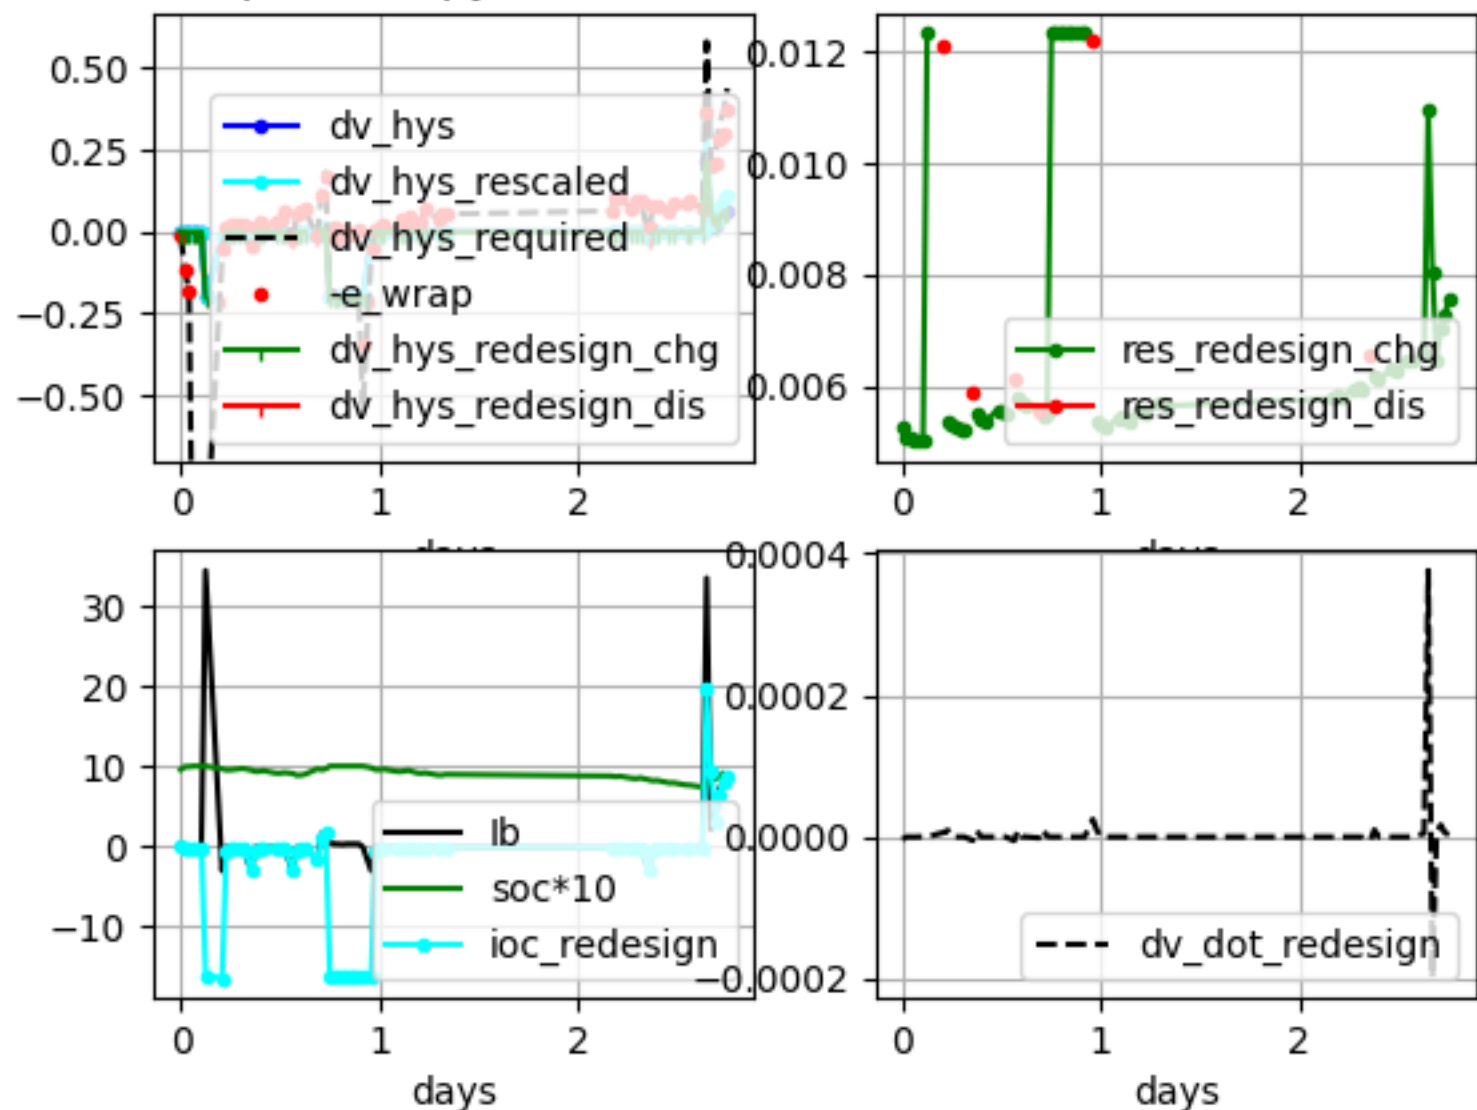 0.50
0.25
0.00
−0.25
−0.50
dv_hys
dv_hys_rescaled
dv_hys_required
-e_wrap
dv_hys_redesign_chg
dv_hys_redesign_dis
0 1 2
days
0.012
0.010
0.008
0.006
res_redesign_chg
res_redesign_dis
0 1 2
days
30
20
10
0
−10
Ib
soc*10
ioc_redesign
0 1 2
days
0.0004
0.0002
0.0000
−0.0002
dv_dot_redesign
0 1 2
days